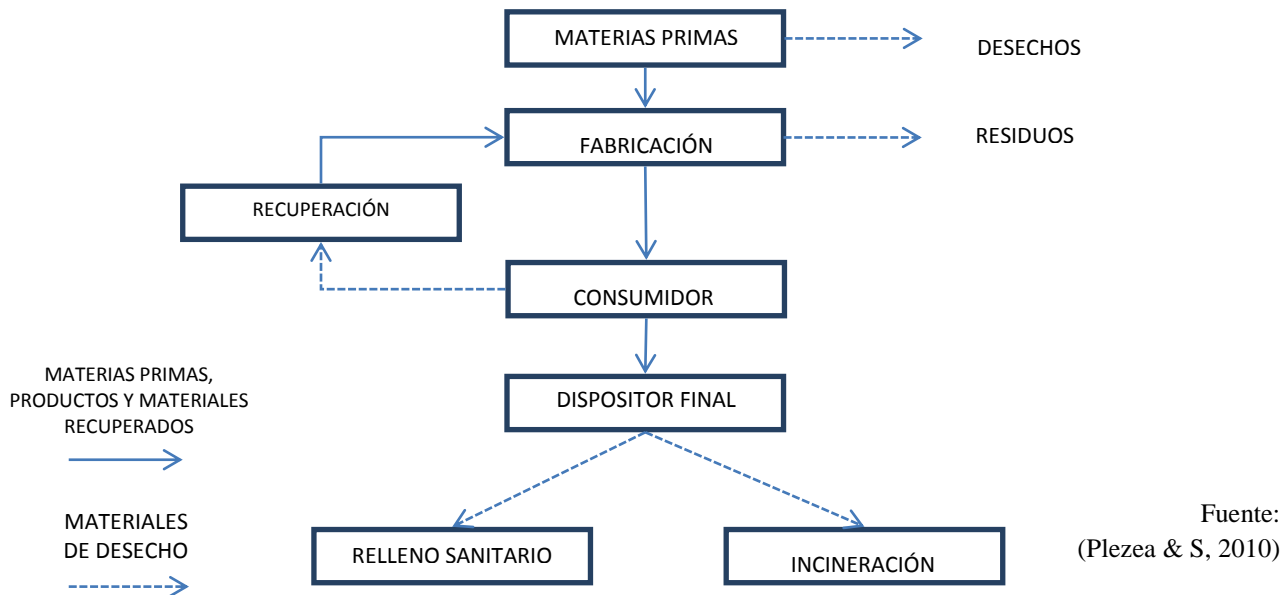 MATERIAS PRIMAS
DESECHOS
FABRICACIÓN
RESIDUOS
RECUPERACIÓN
CONSUMIDOR
MATERIAS PRIMAS,
PRODUCTOS Y MATERIALES
RECUPERADOS
DISPOSITOR FINAL
MATERIALES
DE DESECHO
RELLENO SANITARIO
INCINERACIÓN
Fuente:
(Plezea & S, 2010)